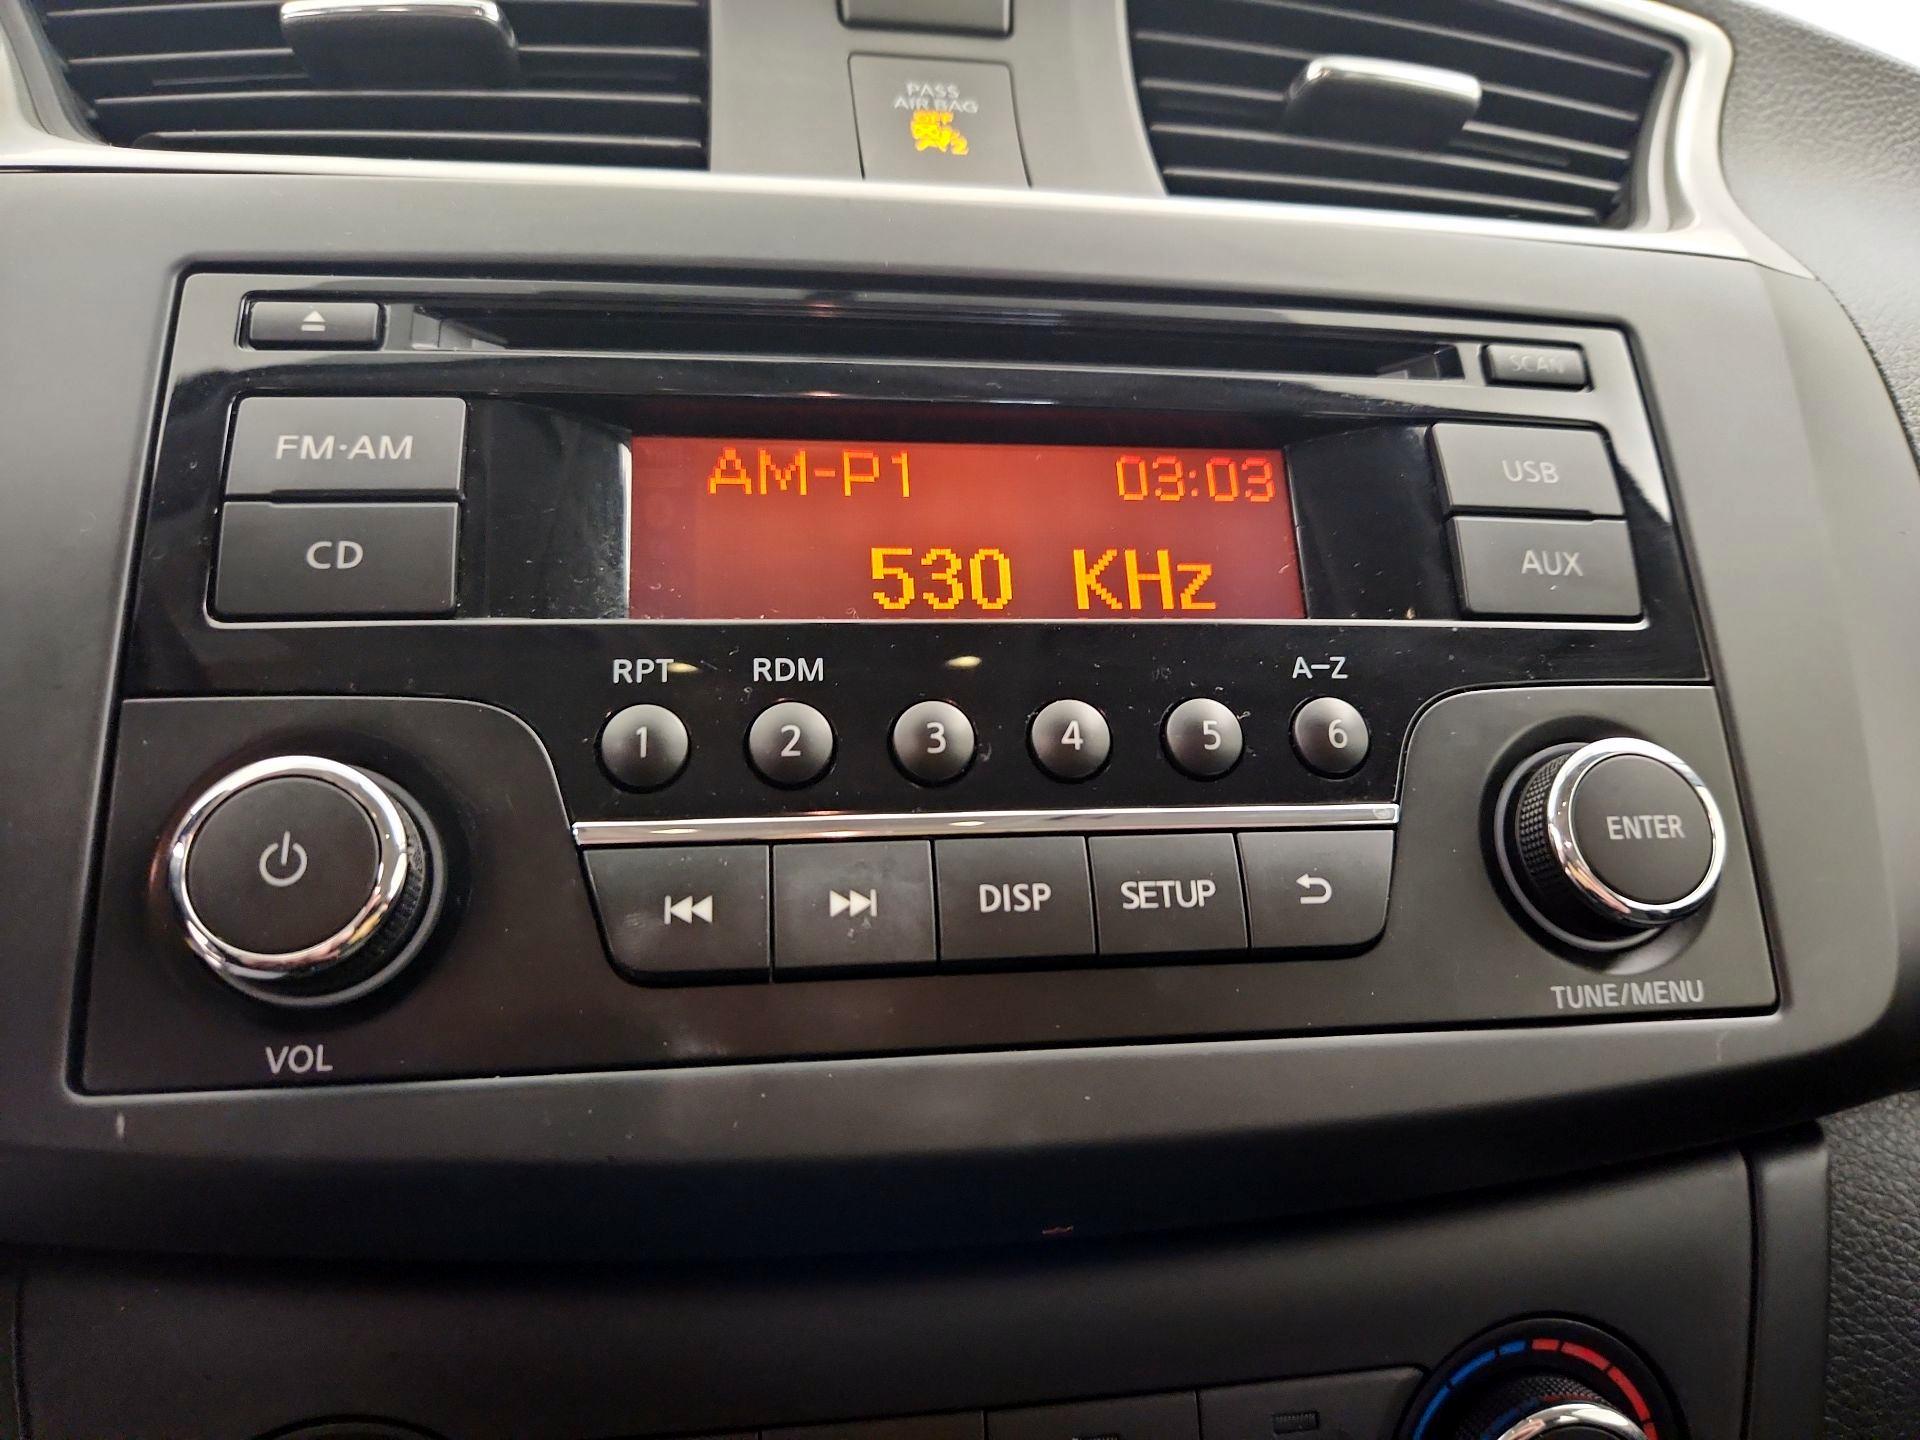 PASS
AIR BAG
OFF
SCAN
FM·AM
CD
AM-P1 03:03
530 KHz
USB
AUX
RPT RDM A-Z
1 2 3 4 5 6
ENTER
DISP SETUP
TUNE/MENU
VOL